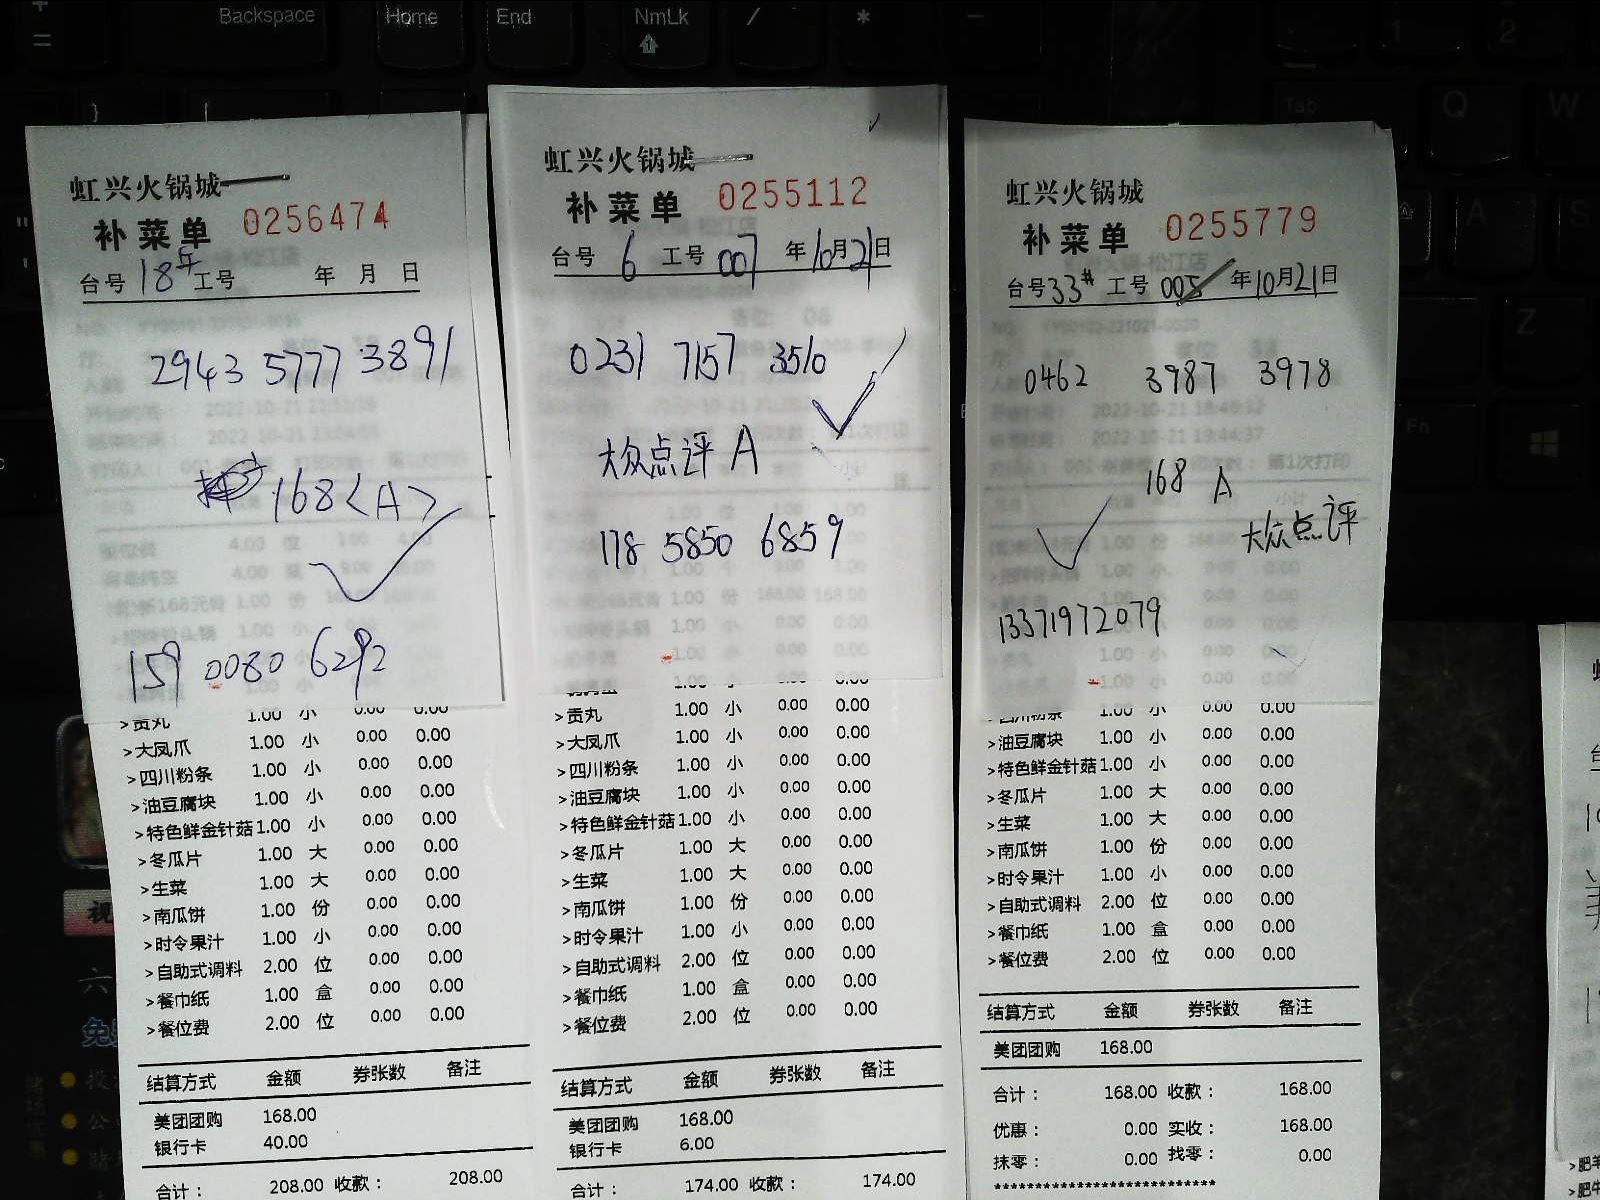 Backspace
Home
End
NmLk
/
*
-
+
=
}
Tab
Q
W
A
S
Z
Fn
虹兴火锅城
补菜单 0256474
台号 18 工号 年 月 日
2943 5777 3891
168<A>
159 0080 6292
>贡丸 1.00 小 0.00 0.00
>大凤爪 1.00 小 0.00 0.00
>四川粉条 1.00 小 0.00 0.00
>油豆腐块 1.00 小 0.00 0.00
>特色鲜金针菇 1.00 小 0.00 0.00
>冬瓜片 1.00 大 0.00 0.00
>生菜 1.00 大 0.00 0.00
>南瓜饼 1.00 份 0.00 0.00
>时令果汁 1.00 小 0.00 0.00
>自助式调料 2.00 位 0.00 0.00
>餐巾纸 1.00 盒 0.00 0.00
>餐位费 2.00 位 0.00 0.00
结算方式 金额 券张数 备注
美团团购 168.00
银行卡 40.00
合计： 208.00 收款： 208.00
虹兴火锅城
补菜单 0255112
台号 6 工号 007 年10月21日
0231 7157 3510
大众点评 A
178 5850 6859
>贡丸 1.00 小 0.00 0.00
>大凤爪 1.00 小 0.00 0.00
>四川粉条 1.00 小 0.00 0.00
>油豆腐块 1.00 小 0.00 0.00
>特色鲜金针菇 1.00 小 0.00 0.00
>冬瓜片 1.00 大 0.00 0.00
>生菜 1.00 大 0.00 0.00
>南瓜饼 1.00 份 0.00 0.00
>时令果汁 1.00 小 0.00 0.00
>自助式调料 2.00 位 0.00 0.00
>餐巾纸 1.00 盒 0.00 0.00
>餐位费 2.00 位 0.00 0.00
结算方式 金额 券张数 备注
美团团购 168.00
银行卡 6.00
合计： 174.00 收款： 174.00
虹兴火锅城
补菜单 0255779
台号 33# 工号 005 年10月21日
0462 3987 3978
168 A
大众点评
13371972079
>四川粉条 1.00 小 0.00 0.00
>油豆腐块 1.00 小 0.00 0.00
>特色鲜金针菇 1.00 小 0.00 0.00
>冬瓜片 1.00 大 0.00 0.00
>生菜 1.00 大 0.00 0.00
>南瓜饼 1.00 份 0.00 0.00
>时令果汁 1.00 小 0.00 0.00
>自助式调料 2.00 位 0.00 0.00
>餐巾纸 1.00 盒 0.00 0.00
>餐位费 2.00 位 0.00 0.00
结算方式 金额 券张数 备注
美团团购 168.00
合计： 168.00 收款： 168.00
优惠： 0.00 实收： 168.00
抹零： 0.00 找零： 0.00
****************************
>肥羊
>肥牛